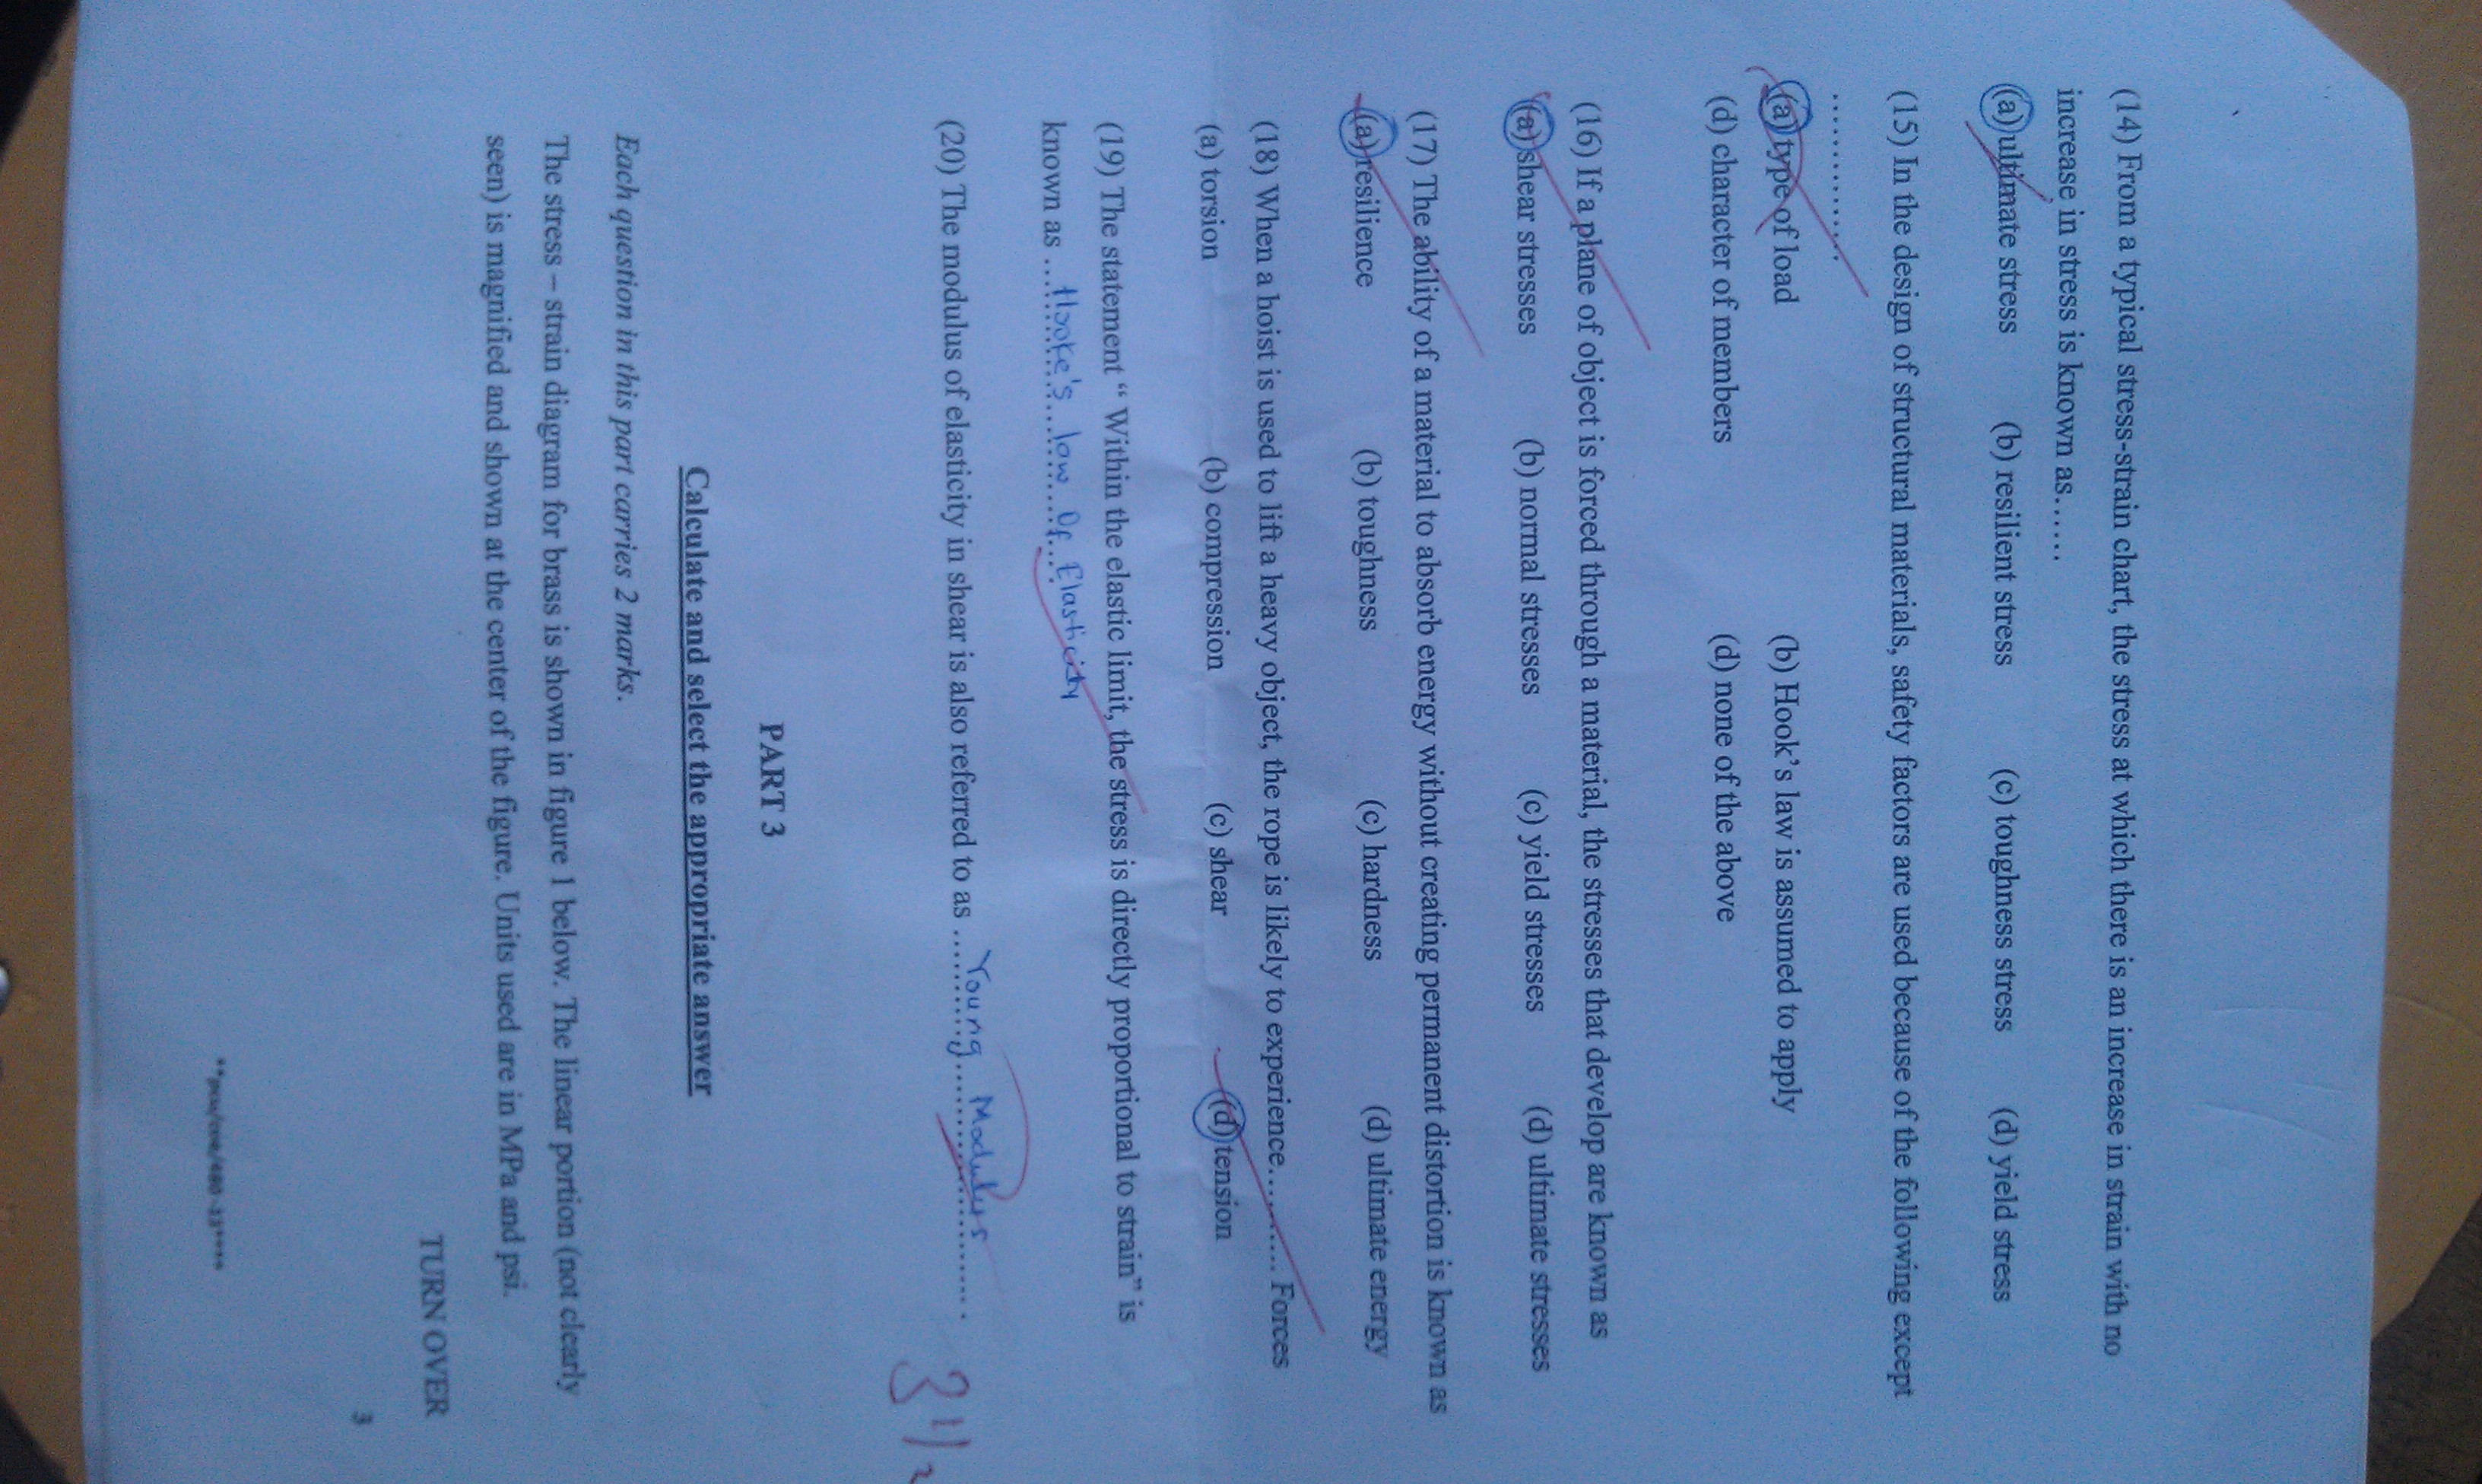 (14) From a typical stress-strain chart, the stress at which there is an increase in strain with no
increase in stress is known as......
(a) ultimate stress (b) resilient stress (c) toughness stress (d) yield stress
(15) In the design of structural materials, safety factors are used because of the following except
...............
(a) type of load (b) Hook's law is assumed to apply
(d) character of members (d) none of the above
(16) If a plane of object is forced through a material, the stresses that develop are known as
(a) shear stresses (b) normal stresses (c) yield stresses (d) ultimate stresses
(17) The ability of a material to absorb energy without creating permanent distortion is known as
(a) resilience (b) toughness (c) hardness (d) ultimate energy
(18) When a hoist is used to lift a heavy object, the rope is likely to experience........... Forces
(a) torsion (b) compression (c) shear (d) tension
(19) The statement “ Within the elastic limit, the stress is directly proportional to strain” is
known as ... Hooke's law Of Elasticity
(20) The modulus of elasticity in shear is also referred to as ... Young Modulus ...
3 1/2
PART 3
Calculate and select the appropriate answer
Each question in this part carries 2 marks.
The stress – strain diagram for brass is shown in figure 1 below. The linear portion (not clearly
seen) is magnified and shown at the center of the figure. Units used are in MPa and psi.
TURN OVER
3